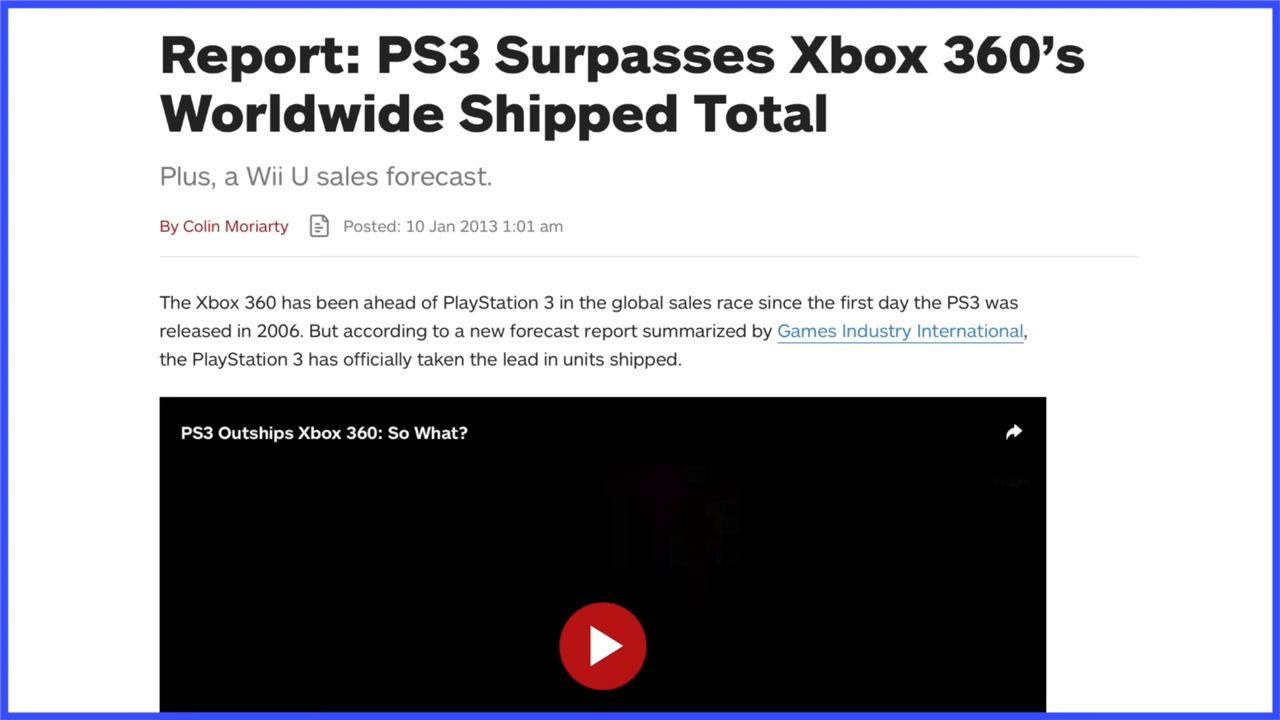 Report: PS3 Surpasses Xbox 360’s
Worldwide Shipped Total
Plus, a Wii U sales forecast.
By Colin Moriarty Posted: 10 Jan 2013 1:01 am
The Xbox 360 has been ahead of PlayStation 3 in the global sales race since the first day the PS3 was
released in 2006. But according to a new forecast report summarized by Games Industry International,
the PlayStation 3 has officially taken the lead in units shipped.
PS3 Outships Xbox 360: So What?
Share